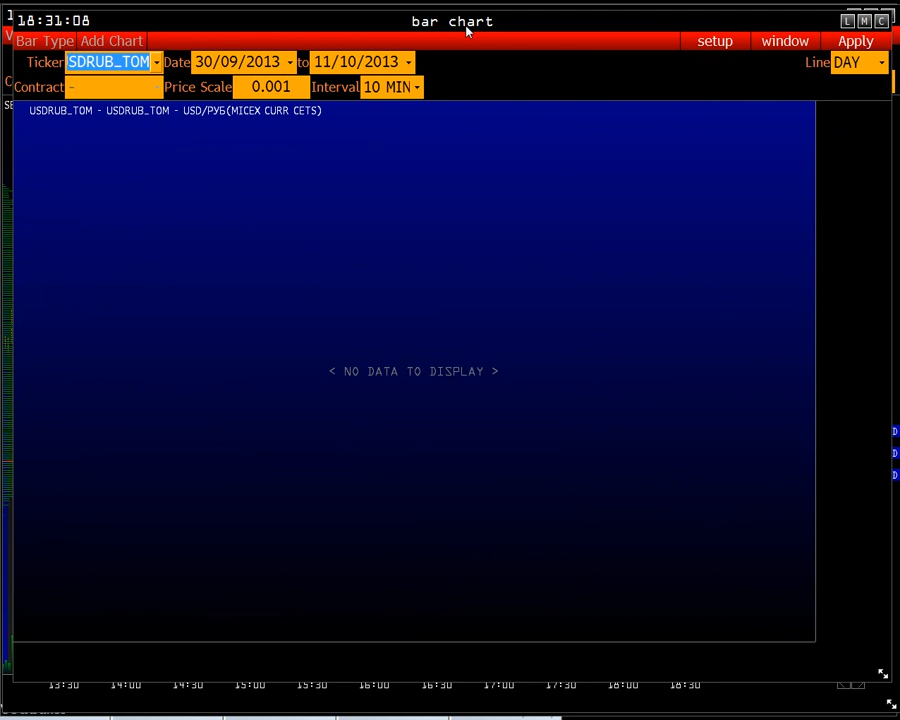 18:31:08 bar chart L M C
Bar Type Add Chart setup window Apply
Ticker SDRUB_TOM Date 30/09/2013 to 11/10/2013 Line DAY
Contract - Price Scale 0.001 Interval 10 MIN
USDRUB_TOM - USDRUB_TOM - USD/РУБ(MICEX CURR CETS)
< NO DATA TO DISPLAY >
13:30 14:00 14:30 15:00 15:30 16:00 16:30 17:00 17:30 18:00 18:30